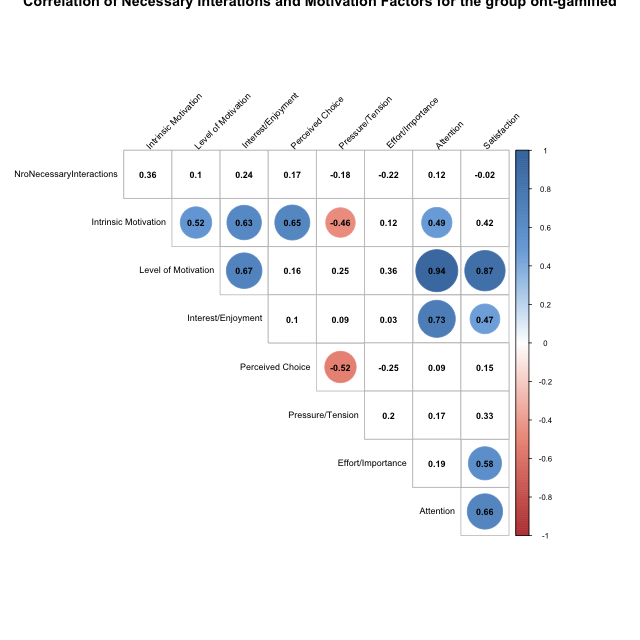 Correlation of Necessary Interations and Motivation Factors for the group ont-gamified
Intrinsic Motivation
Level of Motivation
Interest/Enjoyment
Perceived Choice
Pressure/Tension
Effort/Importance
Attention
Satisfaction
NroNecessaryInteractions 0.36 0.1 0.24 0.17 -0.18 -0.22 0.12 -0.02
Intrinsic Motivation 0.52 0.63 0.65 -0.46 0.12 0.49 0.42
Level of Motivation 0.67 0.16 0.25 0.36 0.94 0.87
Interest/Enjoyment 0.1 0.09 0.03 0.73 0.47
Perceived Choice -0.52 -0.25 0.09 0.15
Pressure/Tension 0.2 0.17 0.33
Effort/Importance 0.19 0.58
Attention 0.66
1
0.8
0.6
0.4
0.2
0
-0.2
-0.4
-0.6
-0.8
-1